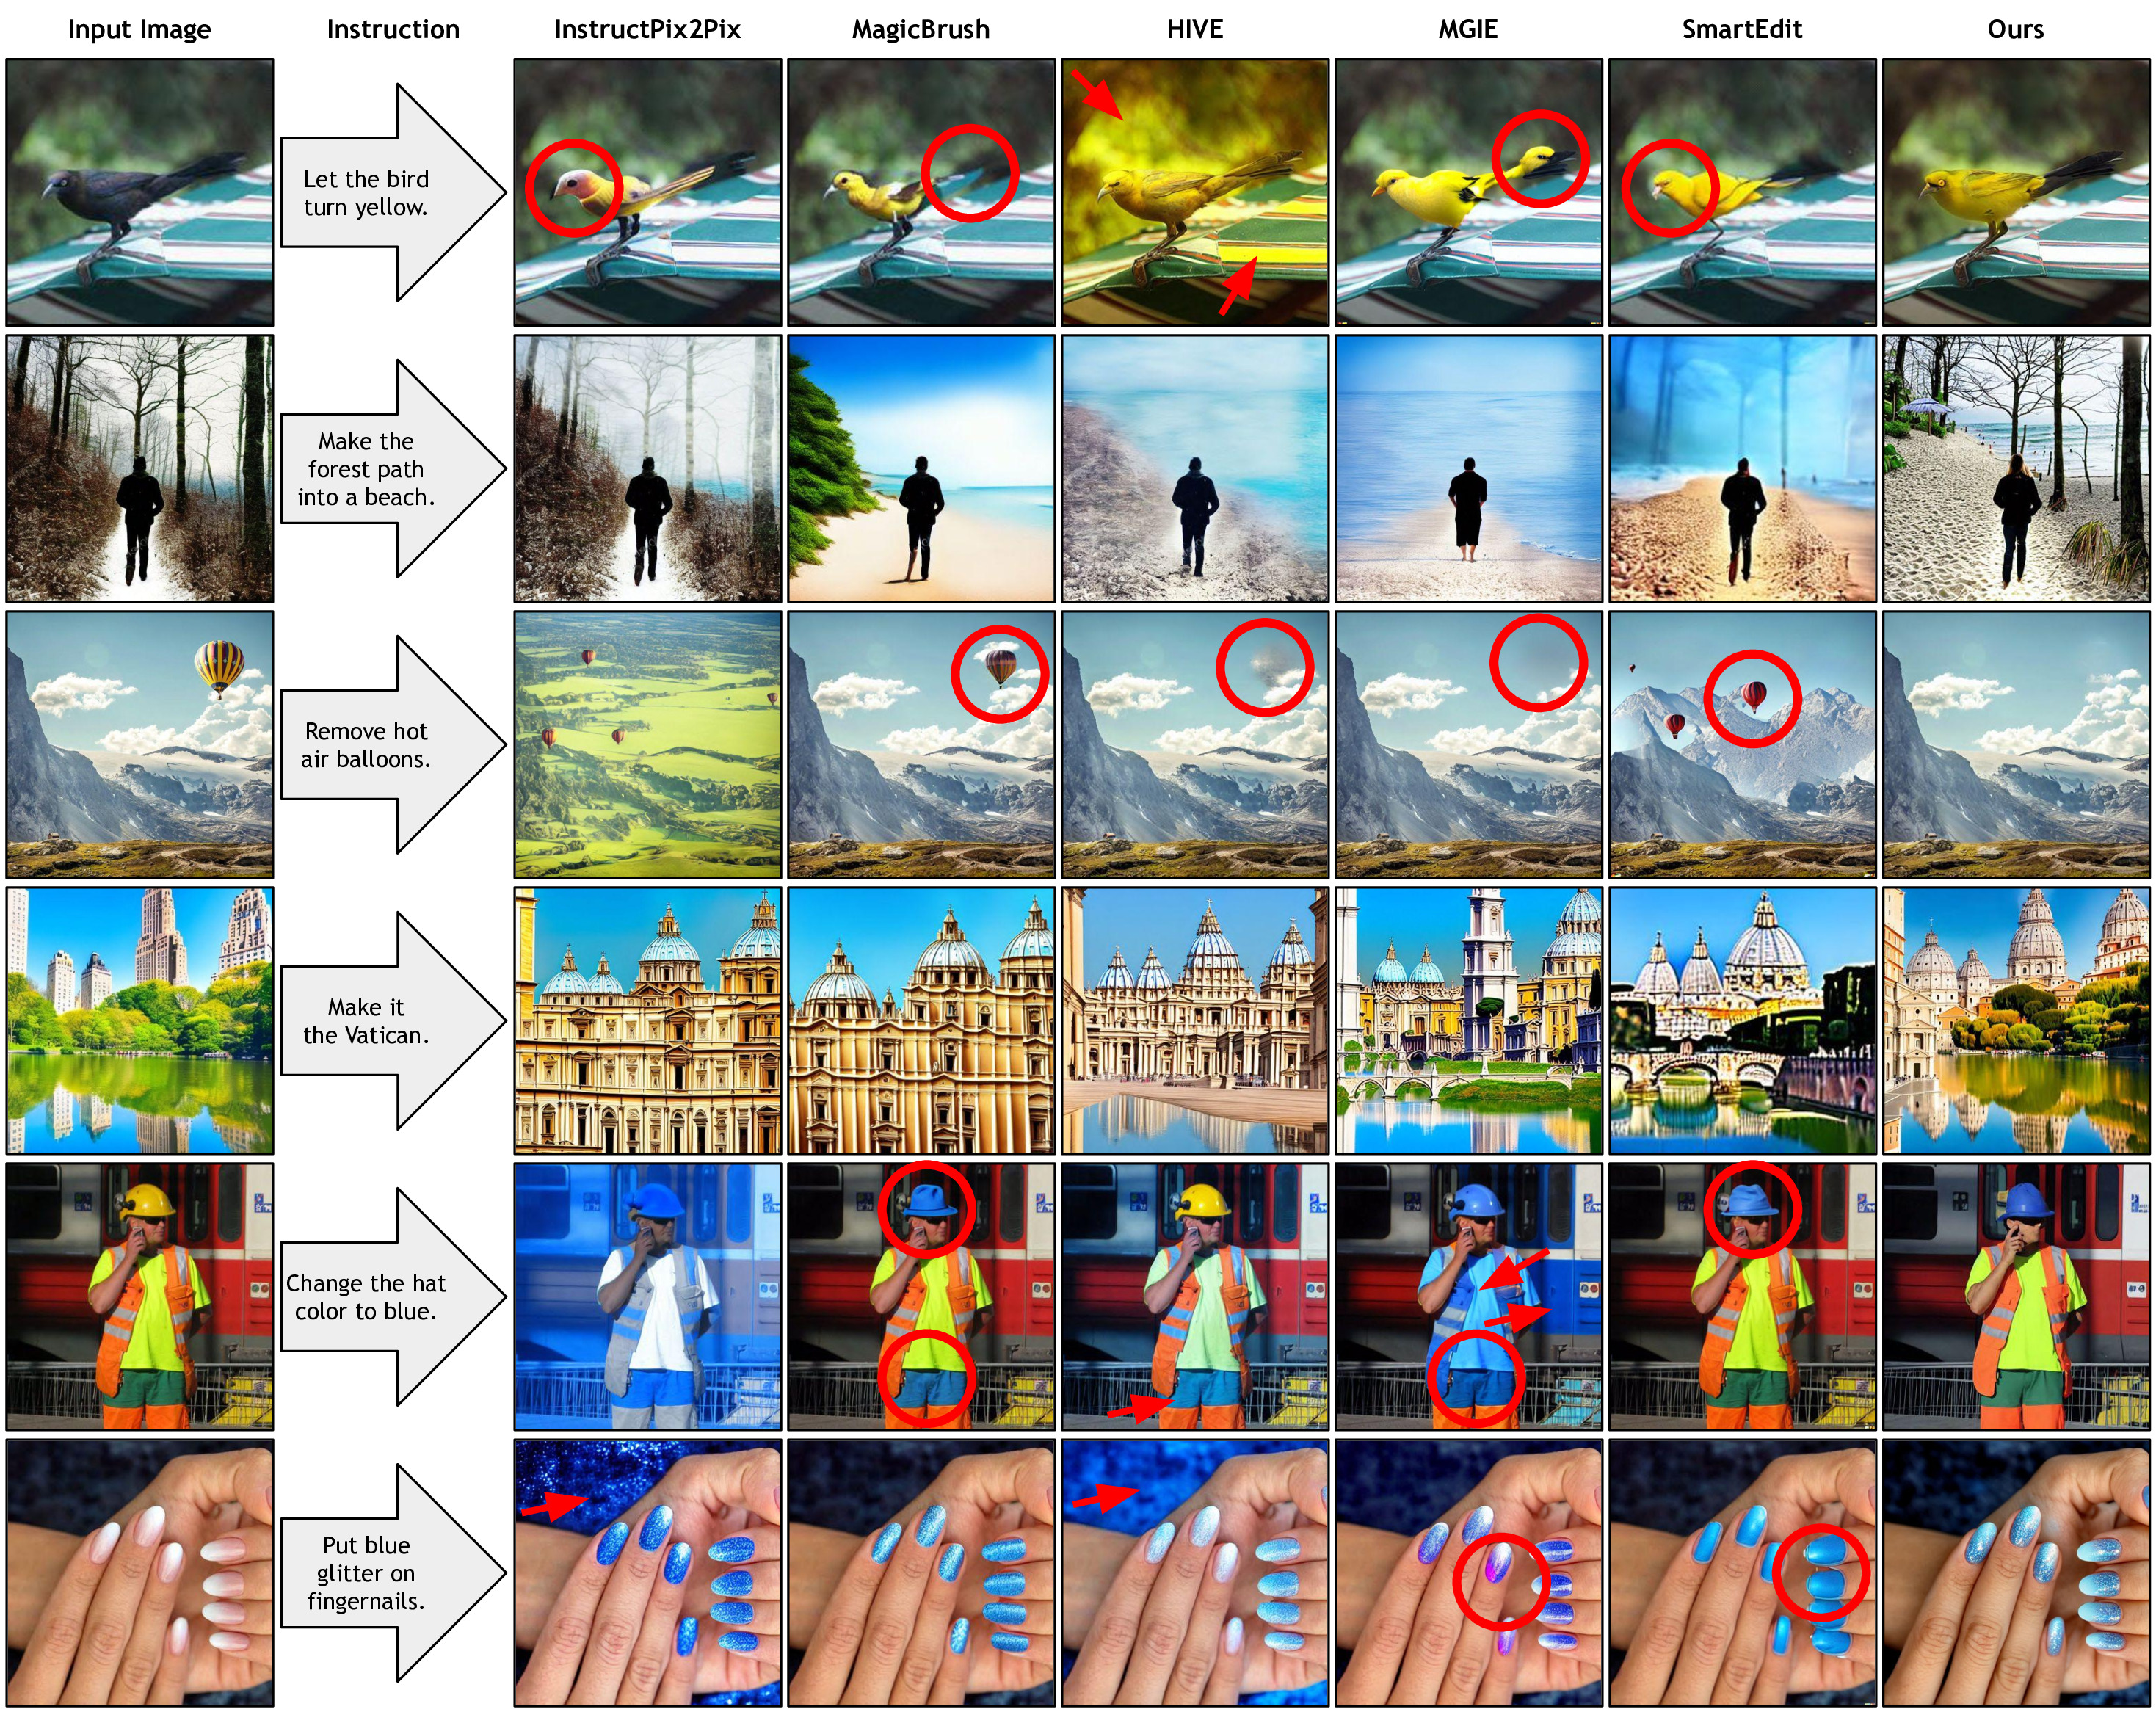 Input Image
Instruction
InstructPix2Pix
MagicBrush
HIVE
MGIE
SmartEdit
Ours
Let the bird
turn yellow.
Make the
forest path
into a beach.
Remove hot
air balloons.
Make it
the Vatican.
Change the hat
color to blue.
Put blue
glitter on
fingernails.